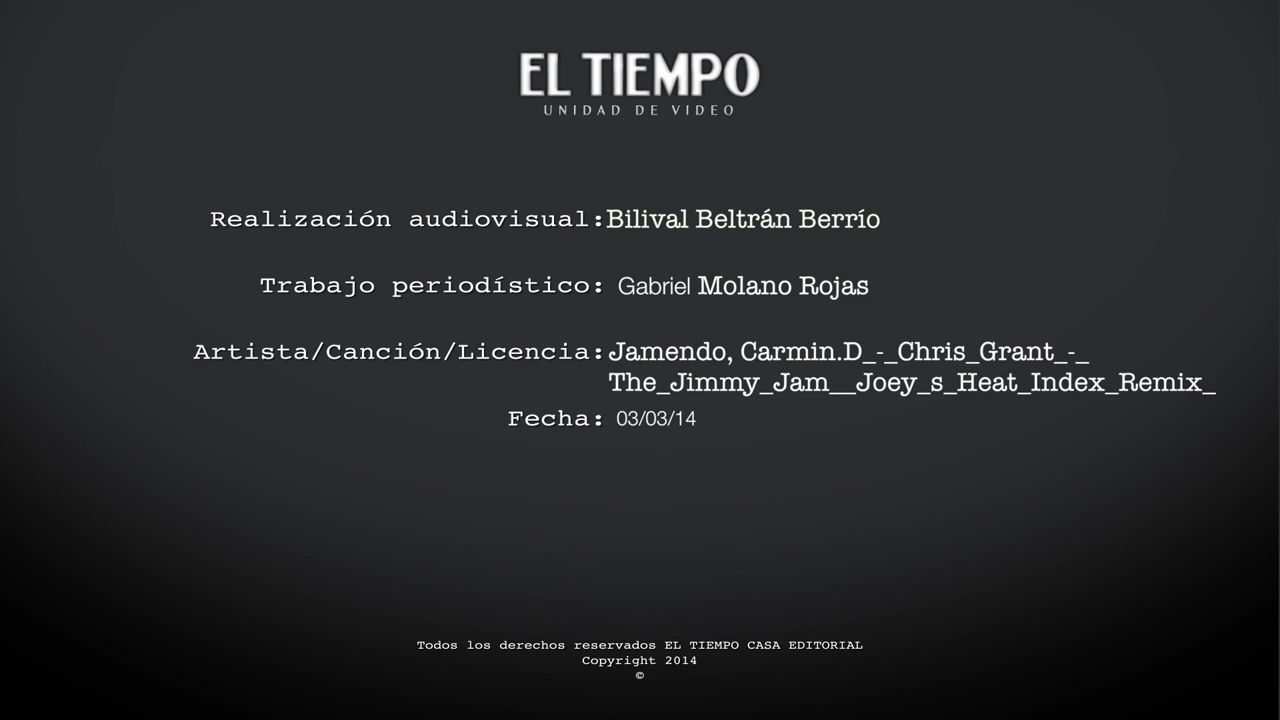 EL TIEMPO
UNIDAD DE VIDEO
Realización audiovisual: Bilival Beltrán Berrío
Trabajo periodístico: Gabriel Molano Rojas
Artista/Canción/Licencia: Jamendo, Carmin.D_-_Chris_Grant_-_
The_Jimmy_Jam__Joey_s_Heat_Index_Remix_
Fecha: 03/03/14
Todos los derechos reservados EL TIEMPO CASA EDITORIAL
Copyright 2014
©